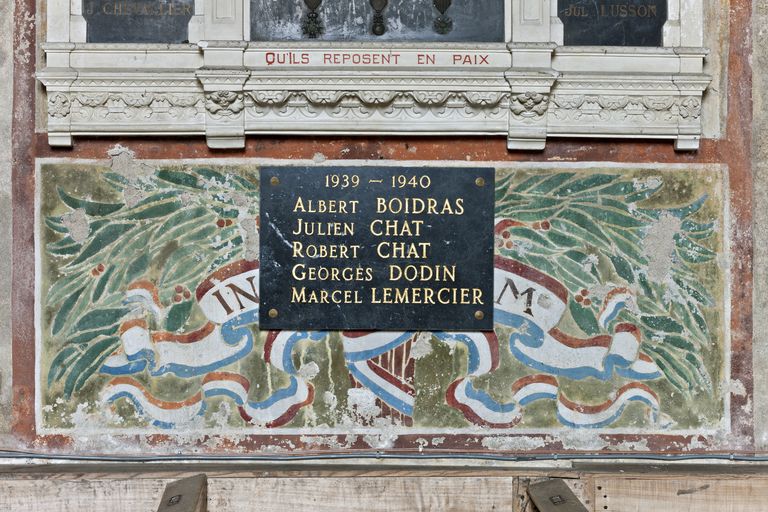 J. CHEVALLIER
JUL LUSSON
QU'ILS REPOSENT EN PAIX
1939 — 1940
ALBERT BOIDRAS
JULIEN CHAT
ROBERT CHAT
GEORGES DODIN
MARCEL LEMERCIER
IN
M